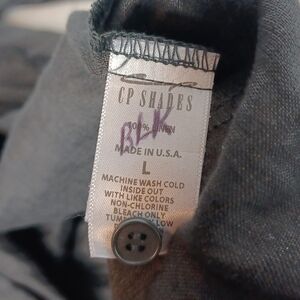 CP SHADES
100% LINEN
BLK
MADE IN U.S.A.
L
MACHINE WASH COLD
INSIDE OUT
WITH LIKE COLORS
NON-CHLORINE
BLEACH ONLY
LOW